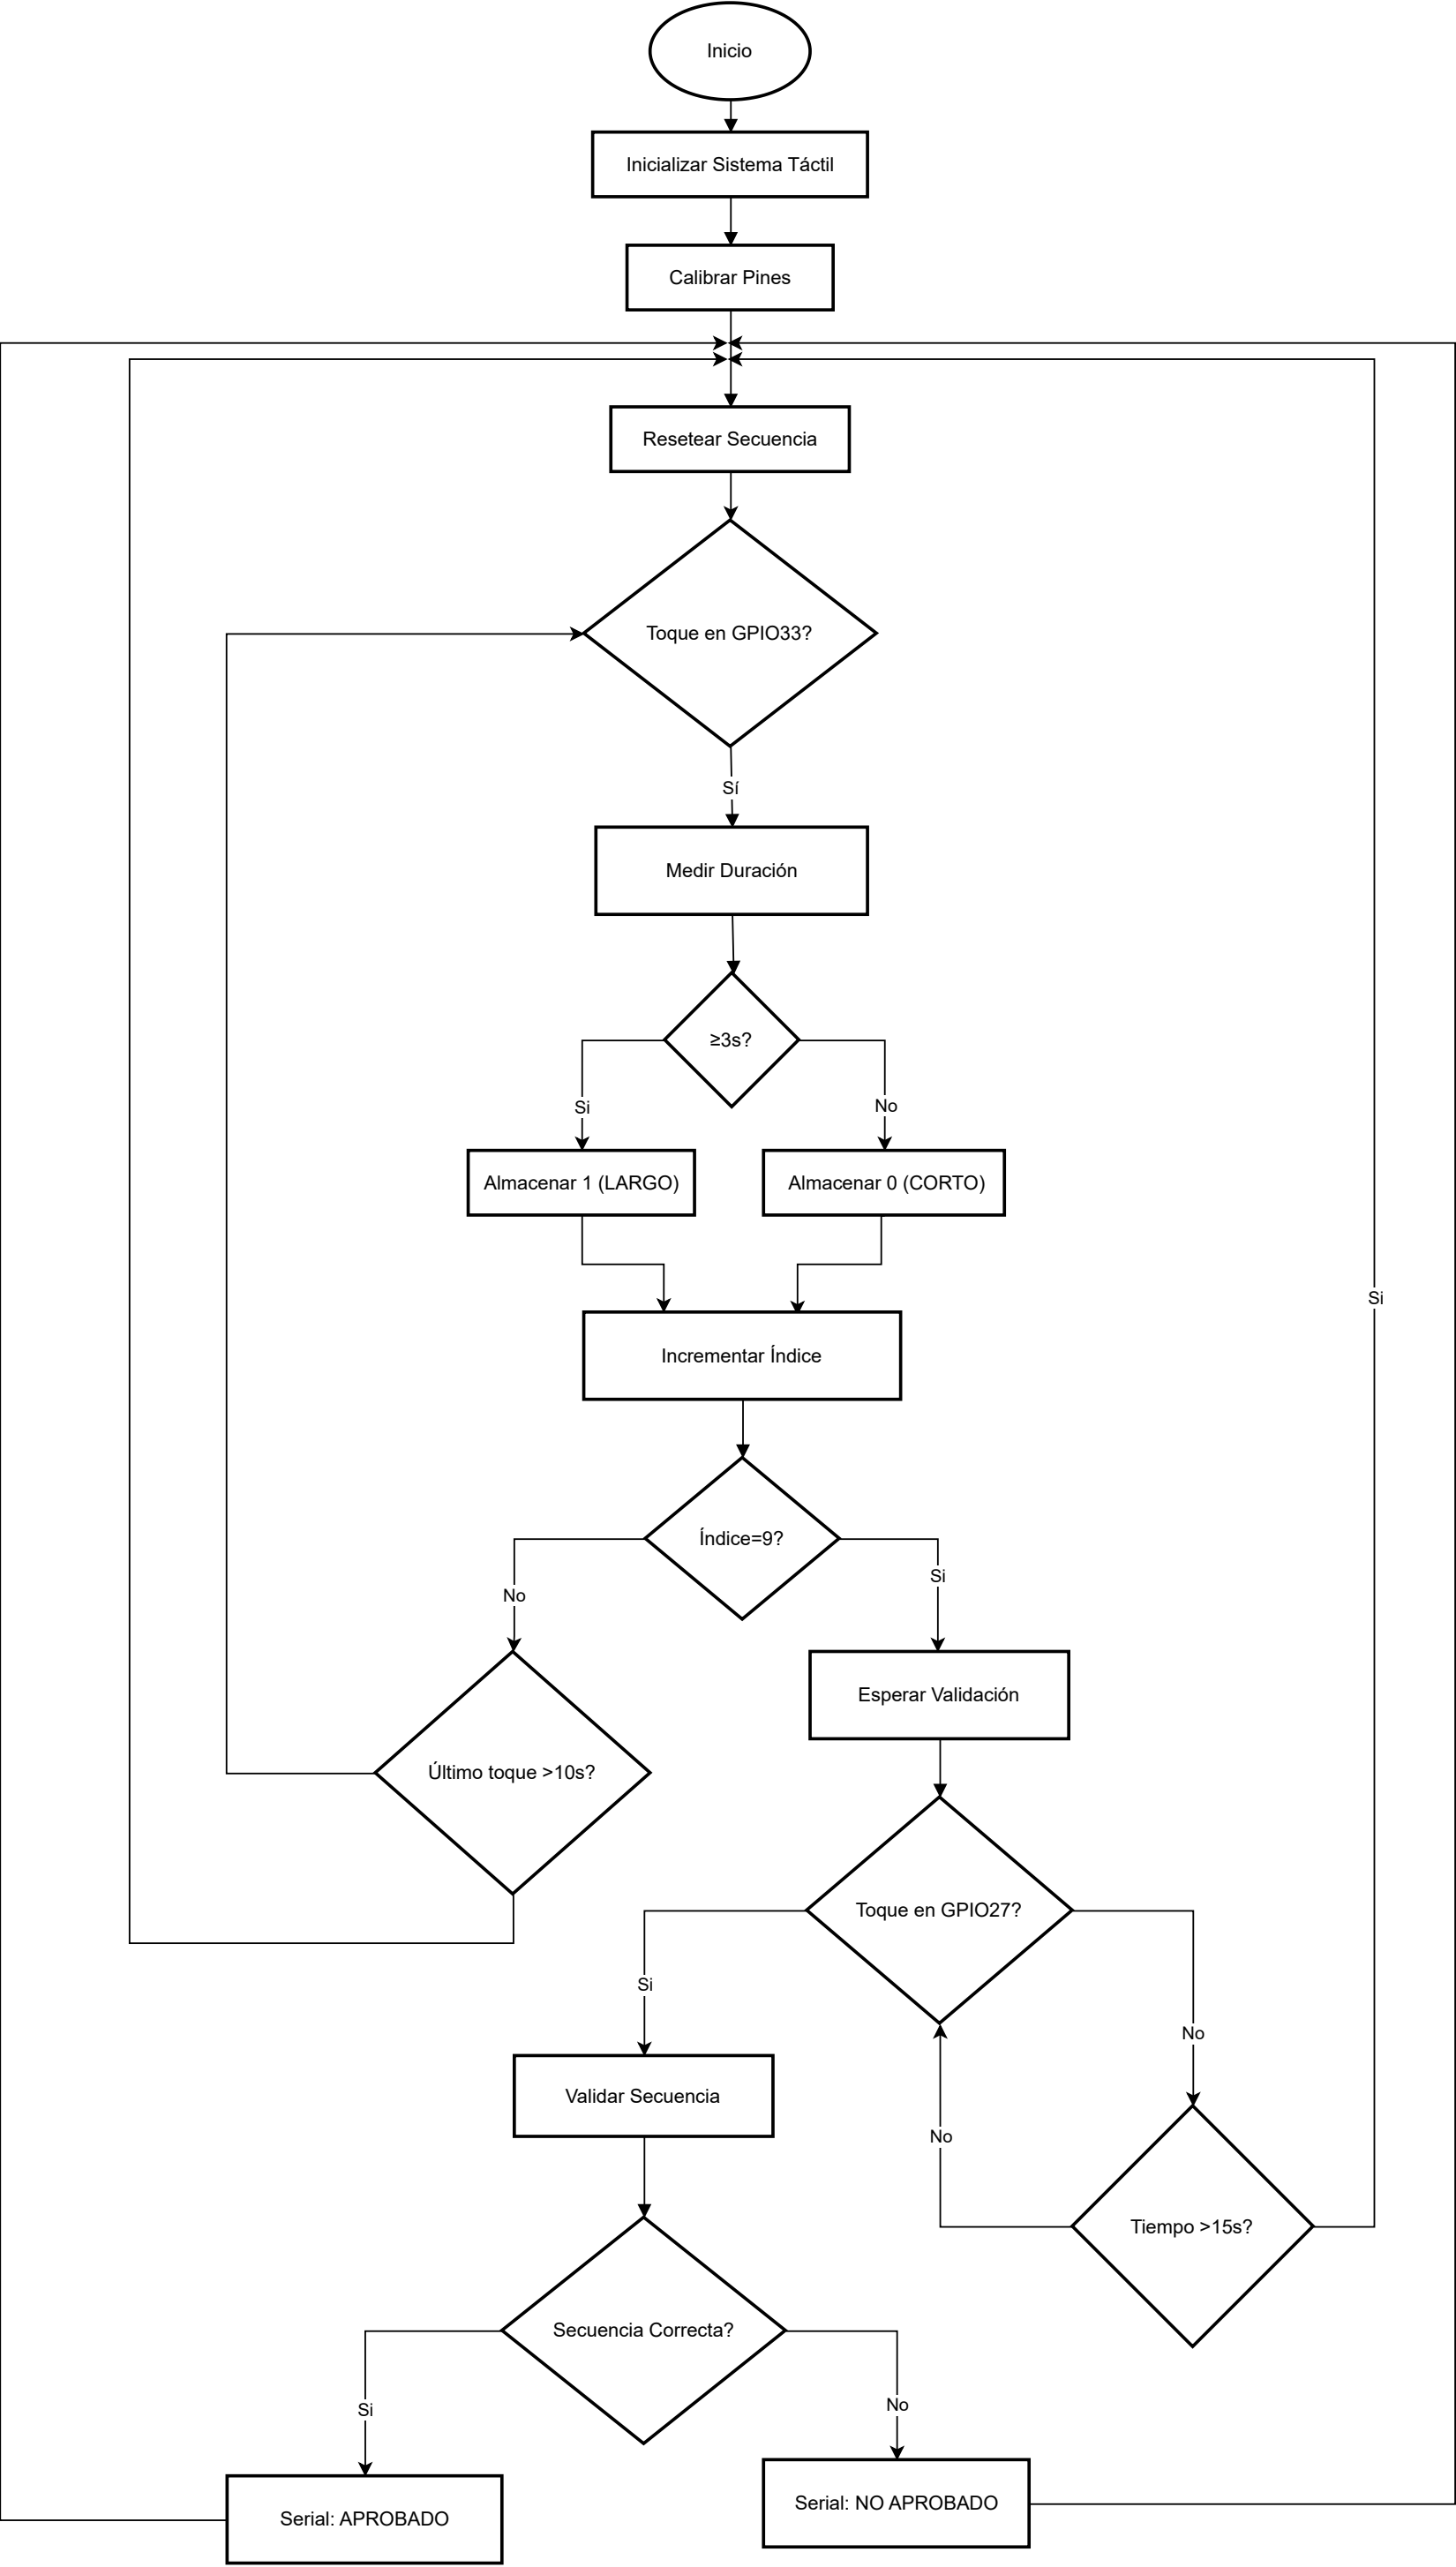 Inicio
Inicializar Sistema Táctil
Calibrar Pines
Resetear Secuencia
Toque en GPIO33?
Sí
Medir Duración
≥3s?
Si
No
Almacenar 1 (LARGO)
Almacenar 0 (CORTO)
Si
Incrementar Índice
Índice=9?
Si
No
Esperar Validación
Último toque >10s?
Toque en GPIO27?
Si
No
Validar Secuencia
No
Tiempo >15s?
Secuencia Correcta?
Si
No
Serial: NO APROBADO
Serial: APROBADO